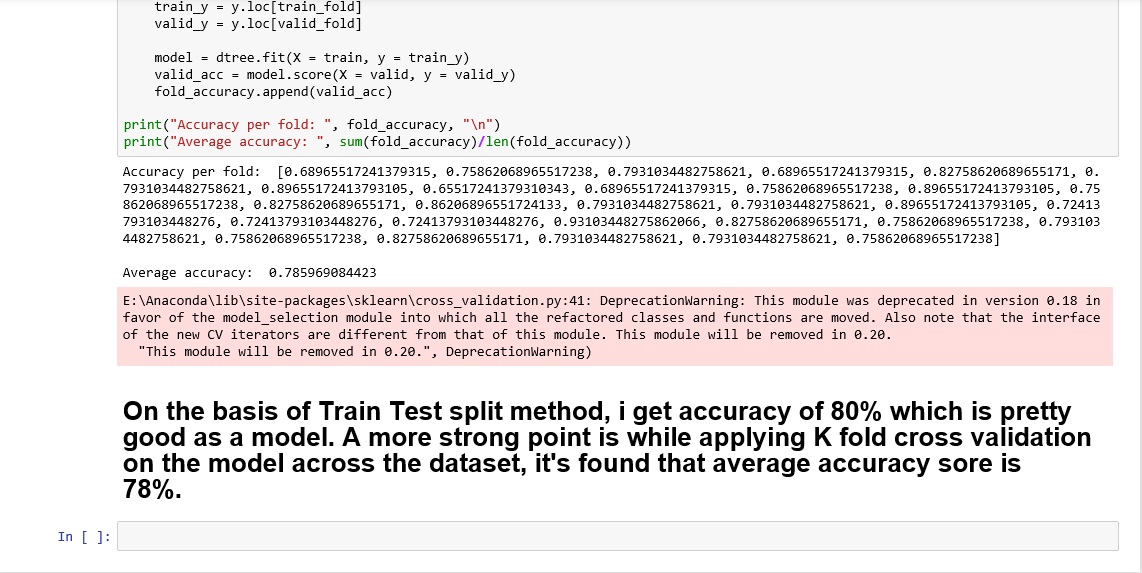 train_y = y.loc[train_fold]
valid_y = y.loc[valid_fold]
model = dtree.fit(X = train, y = train_y)
valid_acc = model.score(X = valid, y = valid_y)
fold_accuracy.append(valid_acc)
print("Accuracy per fold: ", fold_accuracy, "\n")
print("Average accuracy: ", sum(fold_accuracy)/len(fold_accuracy))
Accuracy per fold:  [0.68965517241379315, 0.75862068965517238, 0.7931034482758621, 0.68965517241379315, 0.82758620689655171, 0.
7931034482758621, 0.89655172413793105, 0.65517241379310343, 0.68965517241379315, 0.75862068965517238, 0.89655172413793105, 0.75
862068965517238, 0.82758620689655171, 0.86206896551724133, 0.7931034482758621, 0.7931034482758621, 0.89655172413793105, 0.72413
793103448276, 0.72413793103448276, 0.72413793103448276, 0.93103448275862066, 0.82758620689655171, 0.75862068965517238, 0.793103
4482758621, 0.75862068965517238, 0.82758620689655171, 0.7931034482758621, 0.7931034482758621, 0.75862068965517238]
Average accuracy:  0.785969084423
E:\Anaconda\lib\site-packages\sklearn\cross_validation.py:41: DeprecationWarning: This module was deprecated in version 0.18 in
favor of the model_selection module into which all the refactored classes and functions are moved. Also note that the interface
of the new CV iterators are different from that of this module. This module will be removed in 0.20.
"This module will be removed in 0.20.", DeprecationWarning)
On the basis of Train Test split method, i get accuracy of 80% which is pretty
good as a model. A more strong point is while applying K fold cross validation
on the model across the dataset, it's found that average accuracy sore is
78%.
In [ ]: